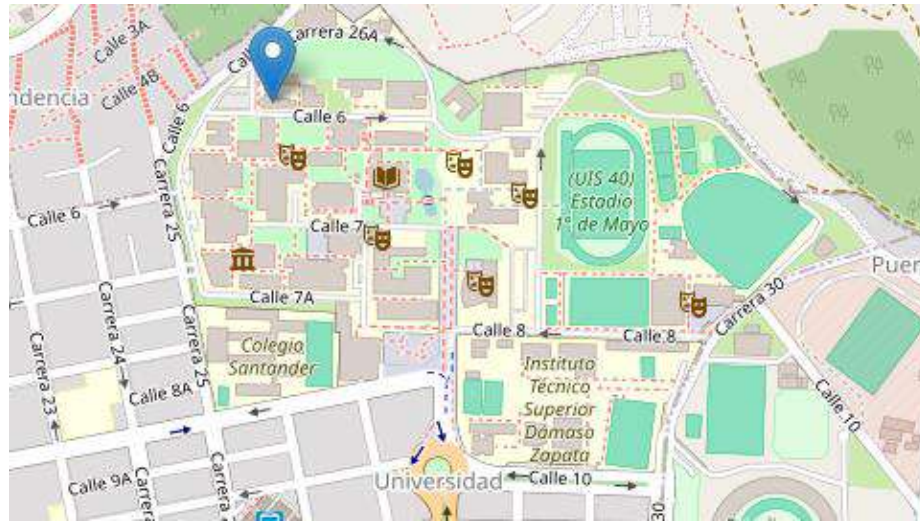 Calle 3A
Carrera 26A
Calle 4B
ndencia
Calle 6
Calle 6
Calle 6
Carrera 25
(UIS 40)
Estadio
1º de Mayo
Calle 7
Puer
Calle 7A
Carrera 30
Calle 8
Calle 8
Colegio
Santander
Carrera 23
Carrera 24
Carrera 25
Instituto
Técnico
Superior
Dámaso
Zapata
Calle 8A
Calle 10
Calle 9A
Universidad
Calle 10
30